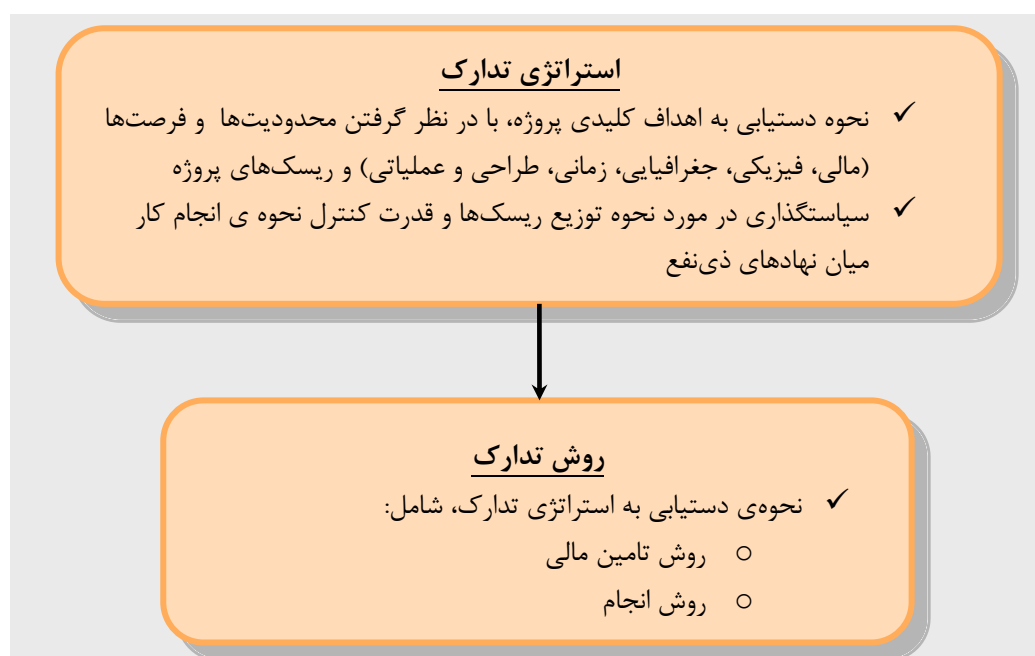 استراتژی تدارک
✓ نحوه دستیابی به اهداف کلیدی پروژه، با در نظر گرفتن محدودیت‌ها و فرصت‌ها
(مالی، فیزیکی، جغرافیایی، زمانی، طراحی و عملیاتی) و ریسک‌های پروژه
✓ سیاستگذاری در مورد نحوه توزیع ریسک‌ها و قدرت کنترل نحوه ی انجام کار
میان نهادهای ذی‌نفع
روش تدارک
✓ نحوه‌ی دستیابی به استراتژی تدارک، شامل:
o روش تامین مالی
o روش انجام